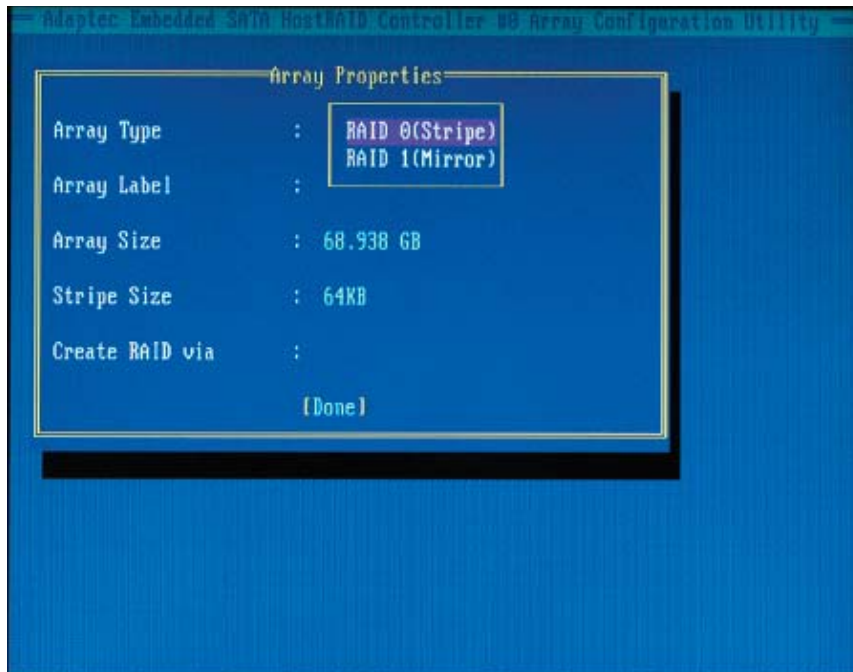 Adaptec Embedded SATA HostRAID Controller #0 Array Configuration Utility
Array Properties
Array Type : RAID 0(Stripe)
RAID 1(Mirror)
Array Label :
Array Size : 68.938 GB
Stripe Size : 64KB
Create RAID via :
[Done]